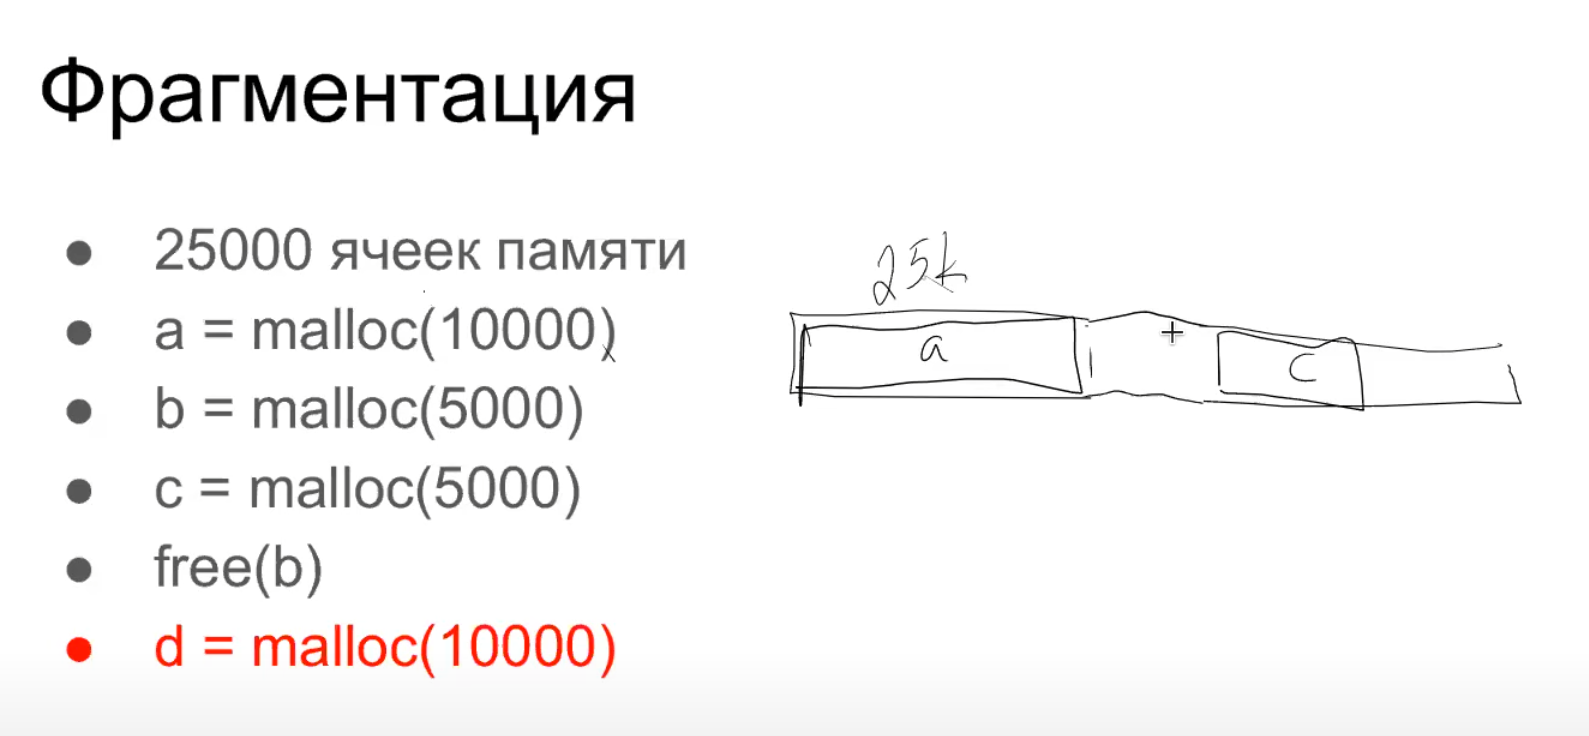 Фрагментация
● 25000 ячеек памяти
● a = malloc(10000)
● b = malloc(5000)
● c = malloc(5000)
● free(b)
● d = malloc(10000)
25k
a
c